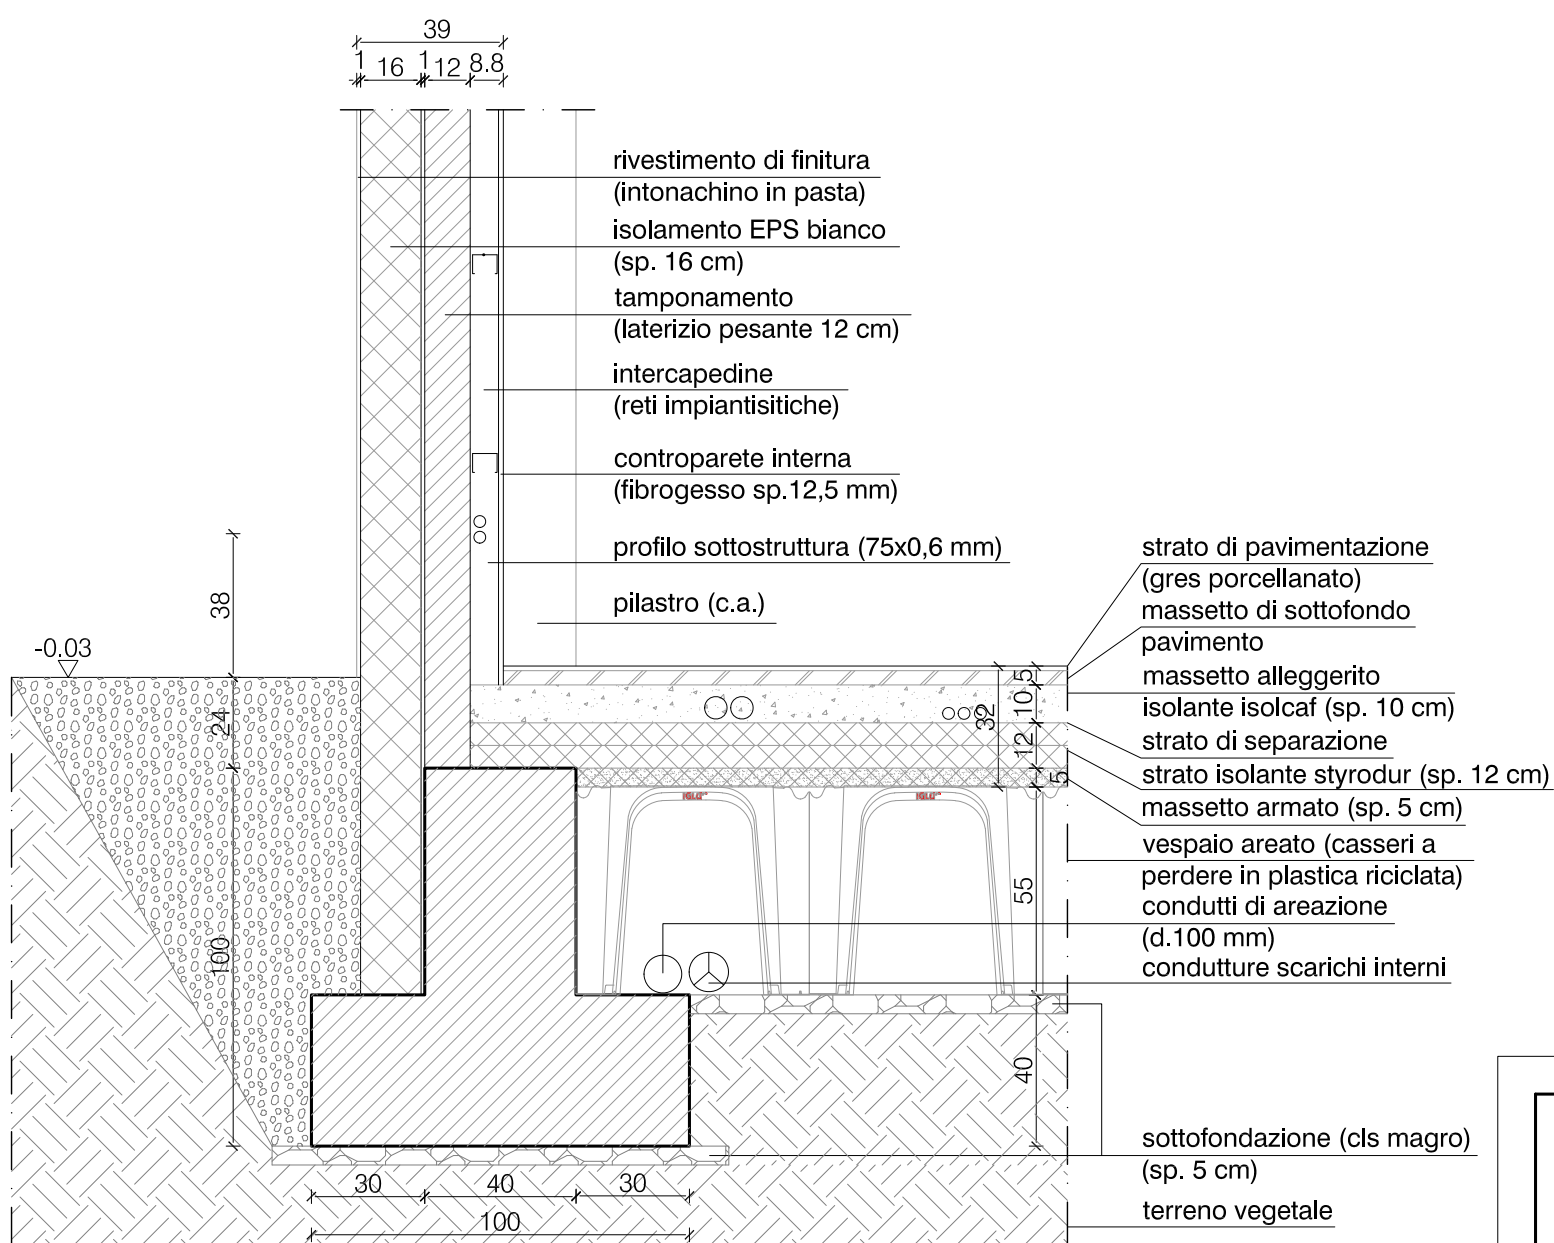 39
1 16 1 12 8.8
rivestimento di finitura
(intonachino in pasta)
isolamento EPS bianco
(sp. 16 cm)
tamponamento
(laterizio pesante 12 cm)
intercapedine
(reti impiantisitiche)
controparete interna
(fibrogesso sp.12,5 mm)
profilo sottostruttura (75x0,6 mm)
pilastro (c.a.)
38
-0.03
24
100
strato di pavimentazione
(gres porcellanato)
massetto di sottofondo
pavimento
massetto alleggerito
isolante isolcaf (sp. 10 cm)
strato di separazione
strato isolante styrodur (sp. 12 cm)
massetto armato (sp. 5 cm)
vespaio areato (casseri a
perdere in plastica riciclata)
condutti di areazione
(d.100 mm)
condutture scarichi interni
sottofondazione (cls magro)
(sp. 5 cm)
terreno vegetale
5
10
32
12
5
IGLU IGLU
55
40
30 40 30
100